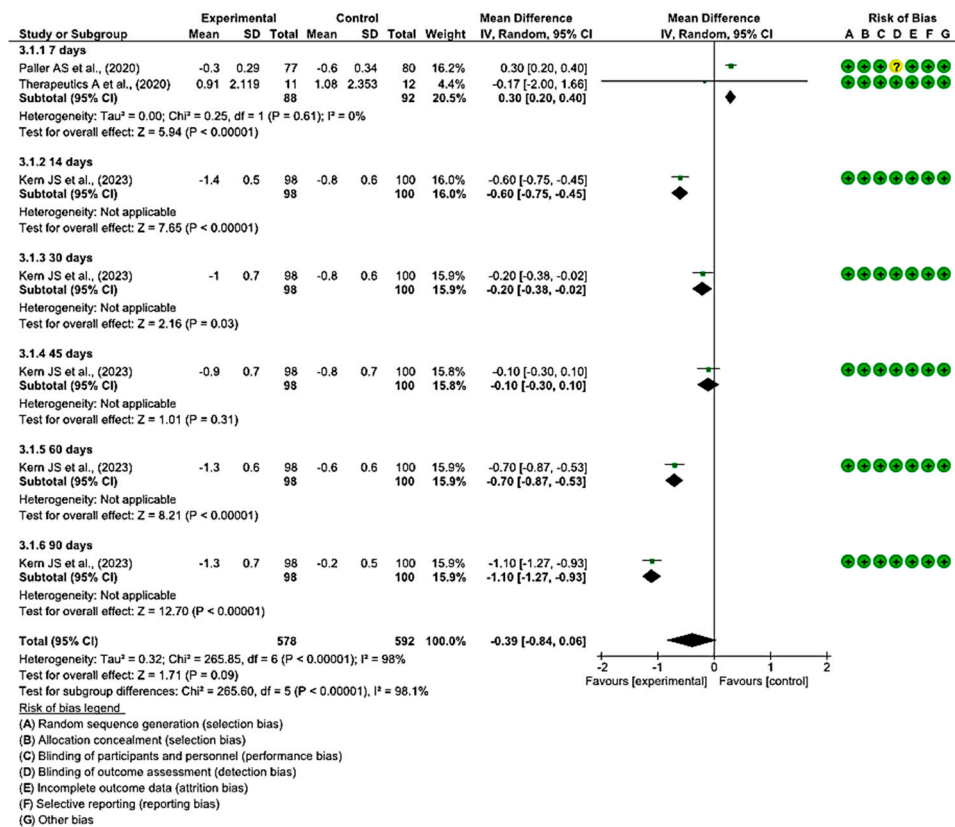 Experimental Control Mean Difference Mean Difference Risk of Bias
Study or Subgroup Mean SD Total Mean SD Total Weight IV, Random, 95% CI IV, Random, 95% CI A B C D E F G
3.1.1 7 days
Paller AS et al., (2020) -0.3 0.29 77 -0.6 0.34 80 16.2% 0.30 [0.20, 0.40] + + + ? + + +
Therapeutics A et al., (2020) 0.91 2.119 11 1.08 2.353 12 4.4% -0.17 [-2.00, 1.66] + + + + + + +
Subtotal (95% CI) 88 92 20.5% 0.30 [0.20, 0.40]
Heterogeneity: Tau² = 0.00; Chi² = 0.25, df = 1 (P = 0.61); I² = 0%
Test for overall effect: Z = 5.94 (P < 0.00001)
3.1.2 14 days
Kern JS et al., (2023) -1.4 0.5 98 -0.8 0.6 100 16.0% -0.60 [-0.75, -0.45] + + + + + + +
Subtotal (95% CI) 98 100 16.0% -0.60 [-0.75, -0.45]
Heterogeneity: Not applicable
Test for overall effect: Z = 7.65 (P < 0.00001)
3.1.3 30 days
Kern JS et al., (2023) -1 0.7 98 -0.8 0.6 100 15.9% -0.20 [-0.38, -0.02] + + + + + + +
Subtotal (95% CI) 98 100 15.9% -0.20 [-0.38, -0.02]
Heterogeneity: Not applicable
Test for overall effect: Z = 2.16 (P = 0.03)
3.1.4 45 days
Kern JS et al., (2023) -0.9 0.7 98 -0.8 0.7 100 15.8% -0.10 [-0.30, 0.10] + + + + + + +
Subtotal (95% CI) 98 100 15.8% -0.10 [-0.30, 0.10]
Heterogeneity: Not applicable
Test for overall effect: Z = 1.01 (P = 0.31)
3.1.5 60 days
Kern JS et al., (2023) -1.3 0.6 98 -0.6 0.6 100 15.9% -0.70 [-0.87, -0.53] + + + + + + +
Subtotal (95% CI) 98 100 15.9% -0.70 [-0.87, -0.53]
Heterogeneity: Not applicable
Test for overall effect: Z = 8.21 (P < 0.00001)
3.1.6 90 days
Kern JS et al., (2023) -1.3 0.7 98 -0.2 0.5 100 15.9% -1.10 [-1.27, -0.93] + + + + + + +
Subtotal (95% CI) 98 100 15.9% -1.10 [-1.27, -0.93]
Heterogeneity: Not applicable
Test for overall effect: Z = 12.70 (P < 0.00001)
Total (95% CI) 578 592 100.0% -0.39 [-0.84, 0.06]
Heterogeneity: Tau² = 0.32; Chi² = 265.85, df = 6 (P < 0.00001); I² = 98%
-2 -1 0 1 2
Test for overall effect: Z = 1.71 (P = 0.09)
Favours [experimental] Favours [control]
Test for subgroup differences: Chi² = 265.60, df = 5 (P < 0.00001), I² = 98.1%
Risk of bias legend
(A) Random sequence generation (selection bias)
(B) Allocation concealment (selection bias)
(C) Blinding of participants and personnel (performance bias)
(D) Blinding of outcome assessment (detection bias)
(E) Incomplete outcome data (attrition bias)
(F) Selective reporting (reporting bias)
(G) Other bias